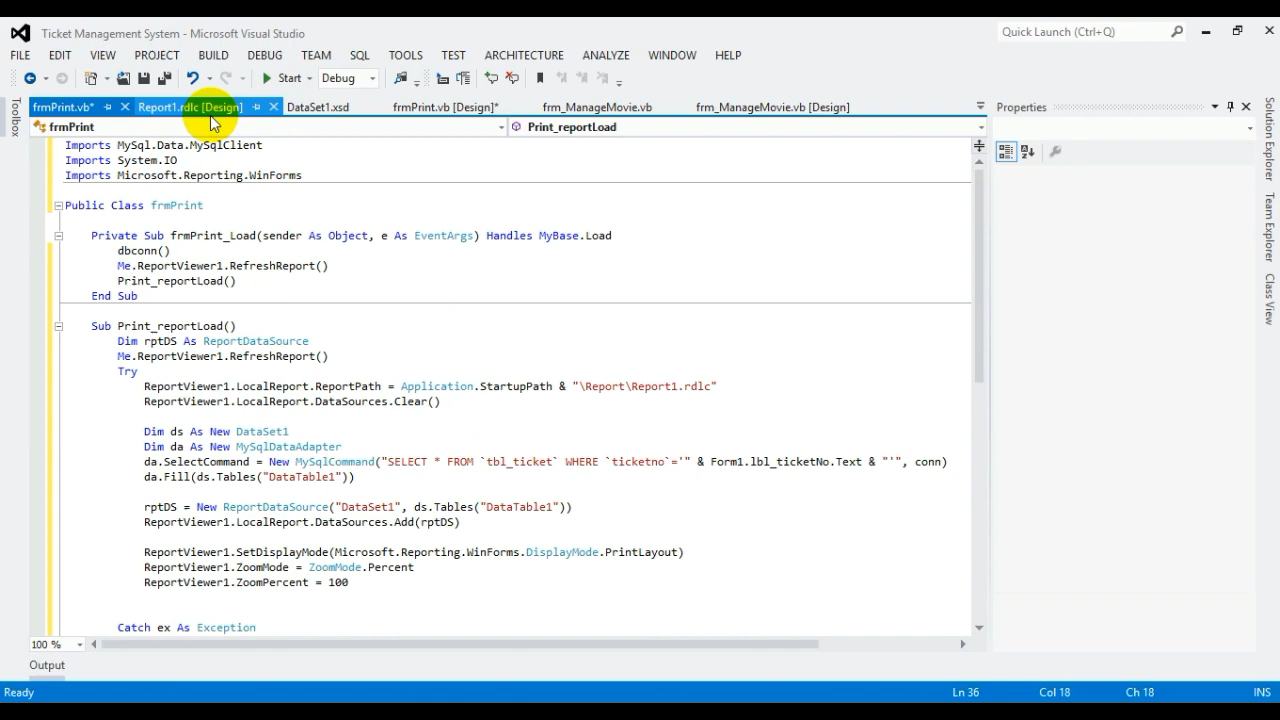 Ticket Management System - Microsoft Visual Studio
Quick Launch (Ctrl+Q)
FILE EDIT VIEW PROJECT BUILD DEBUG TEAM SQL TOOLS TEST ARCHITECTURE ANALYZE WINDOW HELP
Start Debug
Toolbox
frmPrint.vb* Report1.rdlc [Design] DataSet1.xsd frmPrint.vb [Design]* frm_ManageMovie.vb frm_ManageMovie.vb [Design]
Properties
frmPrint Print_reportLoad
Imports MySql.Data.MySqlClient
Imports System.IO
Imports Microsoft.Reporting.WinForms
Public Class frmPrint
Private Sub frmPrint_Load(sender As Object, e As EventArgs) Handles MyBase.Load
dbconn()
Me.ReportViewer1.RefreshReport()
Print_reportLoad()
End Sub
Sub Print_reportLoad()
Dim rptDS As ReportDataSource
Me.ReportViewer1.RefreshReport()
Try
ReportViewer1.LocalReport.ReportPath = Application.StartupPath & "\Report\Report1.rdlc"
ReportViewer1.LocalReport.DataSources.Clear()
Dim ds As New DataSet1
Dim da As New MySqlDataAdapter
da.SelectCommand = New MySqlCommand("SELECT * FROM `tbl_ticket` WHERE `ticketno`='" & Form1.lbl_ticketNo.Text & "'", conn)
da.Fill(ds.Tables("DataTable1"))
rptDS = New ReportDataSource("DataSet1", ds.Tables("DataTable1"))
ReportViewer1.LocalReport.DataSources.Add(rptDS)
ReportViewer1.SetDisplayMode(Microsoft.Reporting.WinForms.DisplayMode.PrintLayout)
ReportViewer1.ZoomMode = ZoomMode.Percent
ReportViewer1.ZoomPercent = 100
Catch ex As Exception
100 %
Solution Explorer
Team Explorer
Class View
Output
Ready Ln 36 Col 18 Ch 18 INS